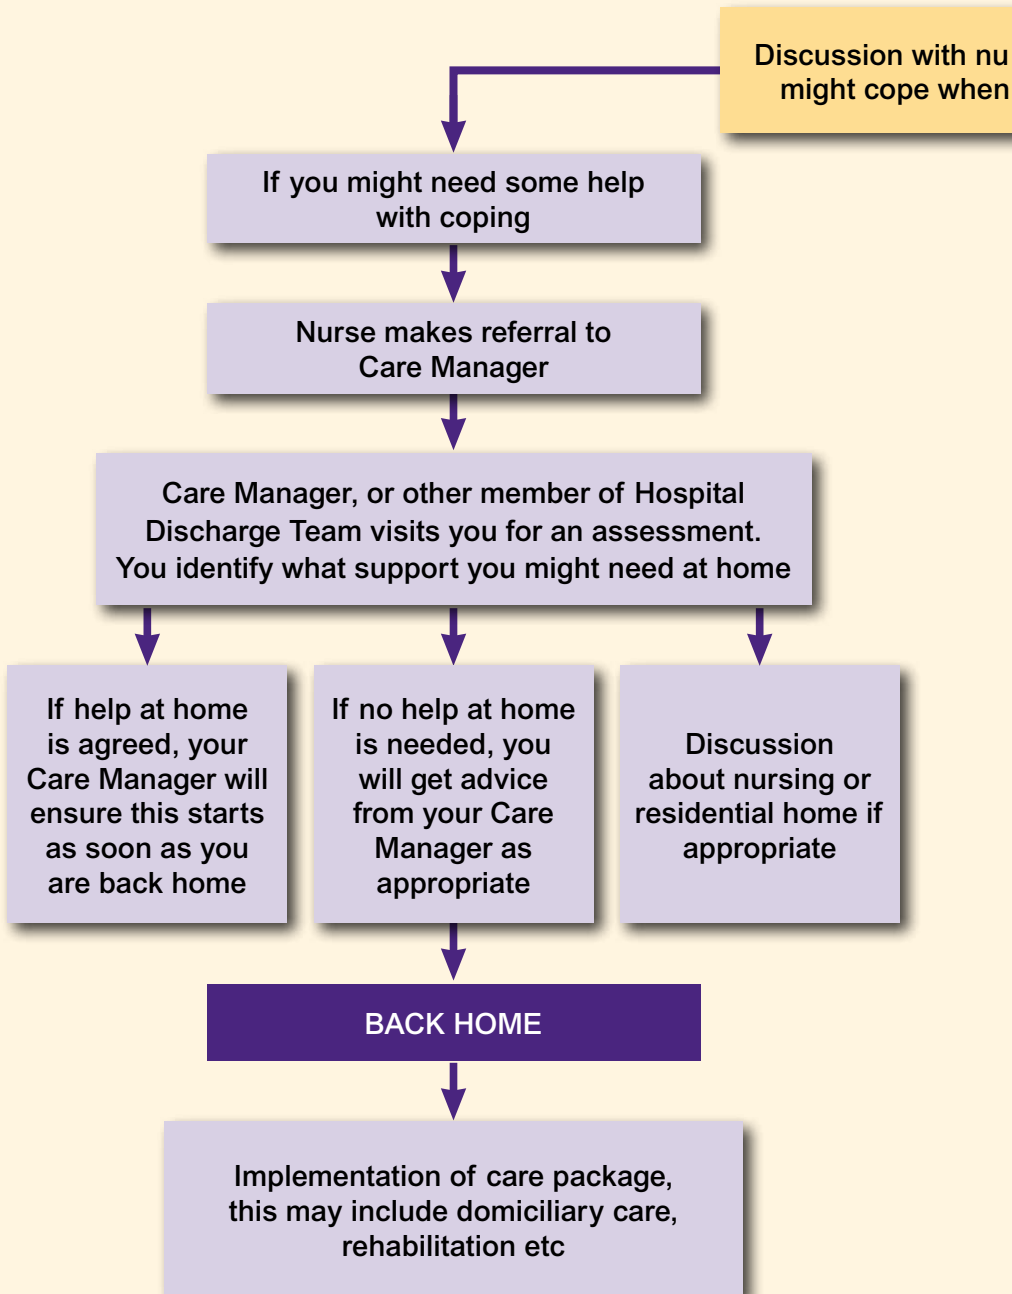 Discussion with
might cope when
If you might need some help
with coping
Nurse makes referral to
Care Manager
Care Manager, or other member of Hospital
Discharge Team visits you for an assessment.
You identify what support you might need at home
If help at home
is agreed, your
Care Manager will
ensure this starts
as soon as you
are back home
If no help at home
is needed, you
will get advice
from your Care
Manager as
appropriate
Discussion
about nursing or
residential home if
appropriate
BACK HOME
Implementation of care package,
this may include domiciliary care,
rehabilitation etc